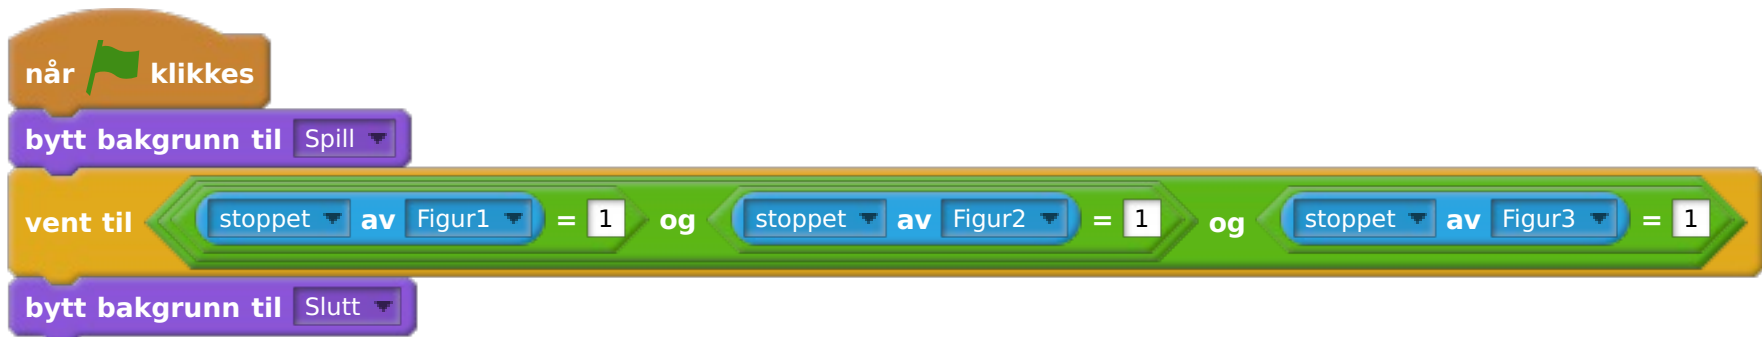 når klikkes
bytt bakgrunn til Spill
vent til stoppet av Figur1 = 1 og stoppet av Figur2 = 1 og stoppet av Figur3 = 1
bytt bakgrunn til Slutt